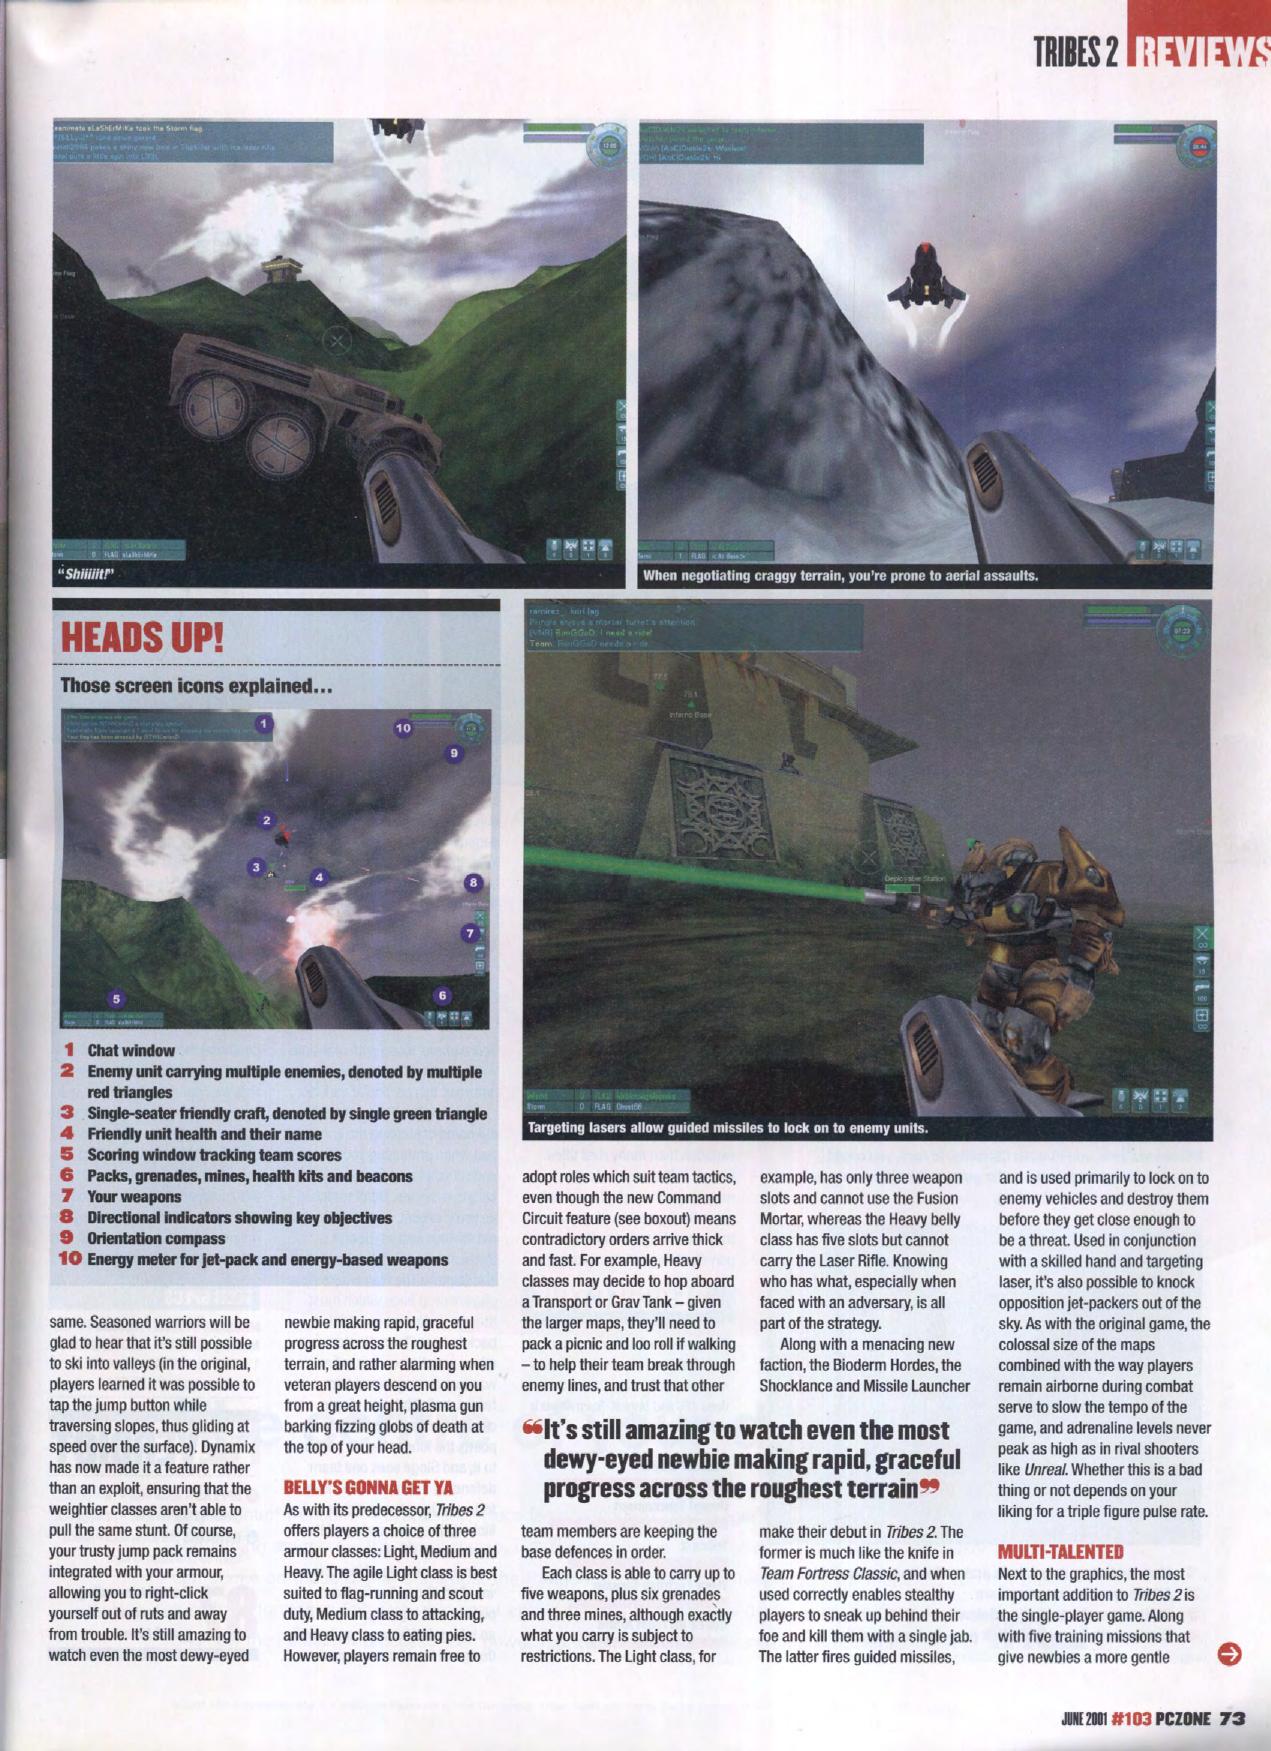 TRIBES 2 REVIEWS
"Shiiiiit!"
When negotiating craggy terrain, you're prone to aerial assaults.
HEADS UP!
Those screen icons explained...
1
10
9
2
3
4
8
7
5
6
1 Chat window
2 Enemy unit carrying multiple enemies, denoted by multiple
red triangles
3 Single-seater friendly craft, denoted by single green triangle
4 Friendly unit health and their name
5 Scoring window tracking team scores
6 Packs, grenades, mines, health kits and beacons
7 Your weapons
8 Directional indicators showing key objectives
9 Orientation compass
10 Energy meter for jet-pack and energy-based weapons
Inferno Base
Deployable Station
Targeting lasers allow guided missiles to lock on to enemy units.
same. Seasoned warriors will be
glad to hear that it's still possible
to ski into valleys (in the original,
players learned it was possible to
tap the jump button while
traversing slopes, thus gliding at
speed over the surface). Dynamix
has now made it a feature rather
than an exploit, ensuring that the
weightier classes aren't able to
pull the same stunt. Of course,
your trusty jump pack remains
integrated with your armour,
allowing you to right-click
yourself out of ruts and away
from trouble. It's still amazing to
watch even the most dewy-eyed
newbie making rapid, graceful
progress across the roughest
terrain, and rather alarming when
veteran players descend on you
from a great height, plasma gun
barking fizzing globs of death at
the top of your head.
BELLY'S GONNA GET YA
As with its predecessor, Tribes 2
offers players a choice of three
armour classes: Light, Medium and
Heavy. The agile Light class is best
suited to flag-running and scout
duty, Medium class to attacking,
and Heavy class to eating pies.
However, players remain free to
adopt roles which suit team tactics,
even though the new Command
Circuit feature (see boxout) means
contradictory orders arrive thick
and fast. For example, Heavy
classes may decide to hop aboard
a Transport or Grav Tank – given
the larger maps, they'll need to
pack a picnic and loo roll if walking
– to help their team break through
enemy lines, and trust that other
team members are keeping the
base defences in order.
Each class is able to carry up to
five weapons, plus six grenades
and three mines, although exactly
what you carry is subject to
restrictions. The Light class, for
example, has only three weapon
slots and cannot use the Fusion
Mortar, whereas the Heavy belly
class has five slots but cannot
carry the Laser Rifle. Knowing
who has what, especially when
faced with an adversary, is all
part of the strategy.
Along with a menacing new
faction, the Bioderm Hordes, the
Shocklance and Missile Launcher
"It's still amazing to watch even the most
dewy-eyed newbie making rapid, graceful
progress across the roughest terrain"
make their debut in Tribes 2. The
former is much like the knife in
Team Fortress Classic, and when
used correctly enables stealthy
players to sneak up behind their
foe and kill them with a single jab.
The latter fires guided missiles,
and is used primarily to lock on to
enemy vehicles and destroy them
before they get close enough to
be a threat. Used in conjunction
with a skilled hand and targeting
laser, it's also possible to knock
opposition jet-packers out of the
sky. As with the original game, the
colossal size of the maps
combined with the way players
remain airborne during combat
serve to slow the tempo of the
game, and adrenaline levels never
peak as high as in rival shooters
like Unreal. Whether this is a bad
thing or not depends on your
liking for a triple figure pulse rate.
MULTI-TALENTED
Next to the graphics, the most
important addition to Tribes 2 is
the single-player game. Along
with five training missions that
give newbies a more gentle
JUNE 2001 #103 PCZONE 73